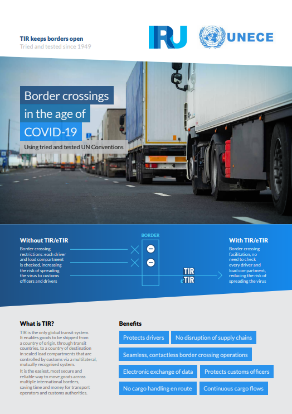 TIR keeps borders open
Tried and tested since 1949
IRU
UNECE
Border crossings
in the age of
COVID-19
Using tried and tested UN Conventions
Without TIR/eTIR
Border crossing
restrictions, each driver
and load compartment
is checked, increasing
the risk of spreading
the virus to customs
officers and drivers
BORDER
TIR
eTIR
With TIR/eTIR
Border crossing
facilitation, no
need to check
every driver and
load compartment,
reducing the risk of
spreading the virus
What is TIR?
TIR is the only global transit system.
It enables goods to be shipped from
a country of origin, through transit
countries, to a country of destination
in sealed load compartments that are
controlled by customs via a multilateral,
mutually recognised system.
It is the easiest, most secure and
reliable way to move goods across
multiple international borders,
saving time and money for transport
operators and customs authorities.
Benefits
Protects drivers
No disruption of supply chains
Seamless, contactless border crossing operations
Electronic exchange of data
Protects customs officers
No cargo handling en route
Continuous cargo flows